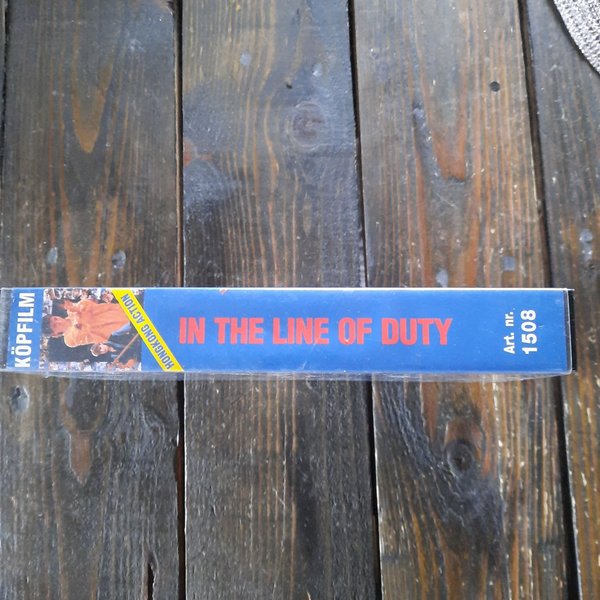 KÖPFILM
HONGKONG ACTION
IN THE LINE OF DUTY
Art. nr.
1508